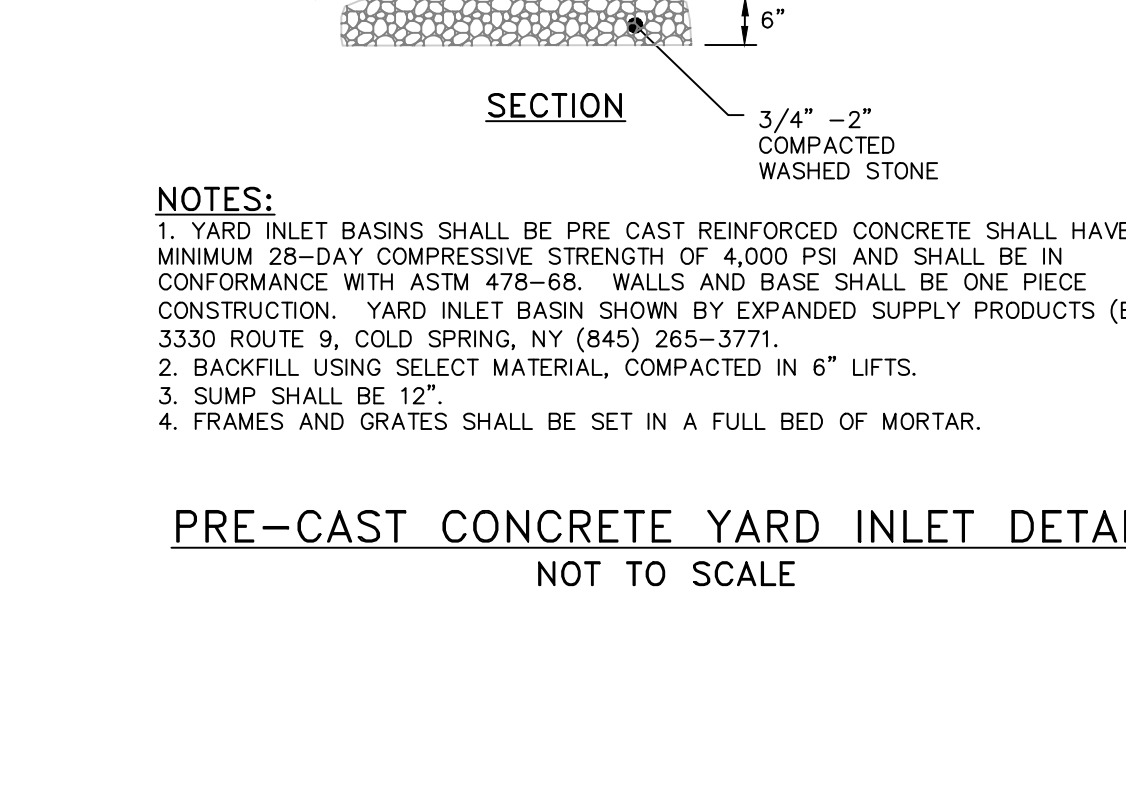 6"
SECTION
3/4" -2"
COMPACTED
WASHED STONE
NOTES:
1. YARD INLET BASINS SHALL BE PRE CAST REINFORCED CONCRETE SHALL HAVE
MINIMUM 28-DAY COMPRESSIVE STRENGTH OF 4,000 PSI AND SHALL BE IN
CONFORMANCE WITH ASTM 478-68. WALLS AND BASE SHALL BE ONE PIECE
CONSTRUCTION. YARD INLET BASIN SHOWN BY EXPANDED SUPPLY PRODUCTS
3330 ROUTE 9, COLD SPRING, NY (845) 265-3771.
2. BACKFILL USING SELECT MATERIAL, COMPACTED IN 6" LIFTS.
3. SUMP SHALL BE 12".
4. FRAMES AND GRATES SHALL BE SET IN A FULL BED OF MORTAR.
PRE-CAST CONCRETE YARD INLET
NOT TO SCALE